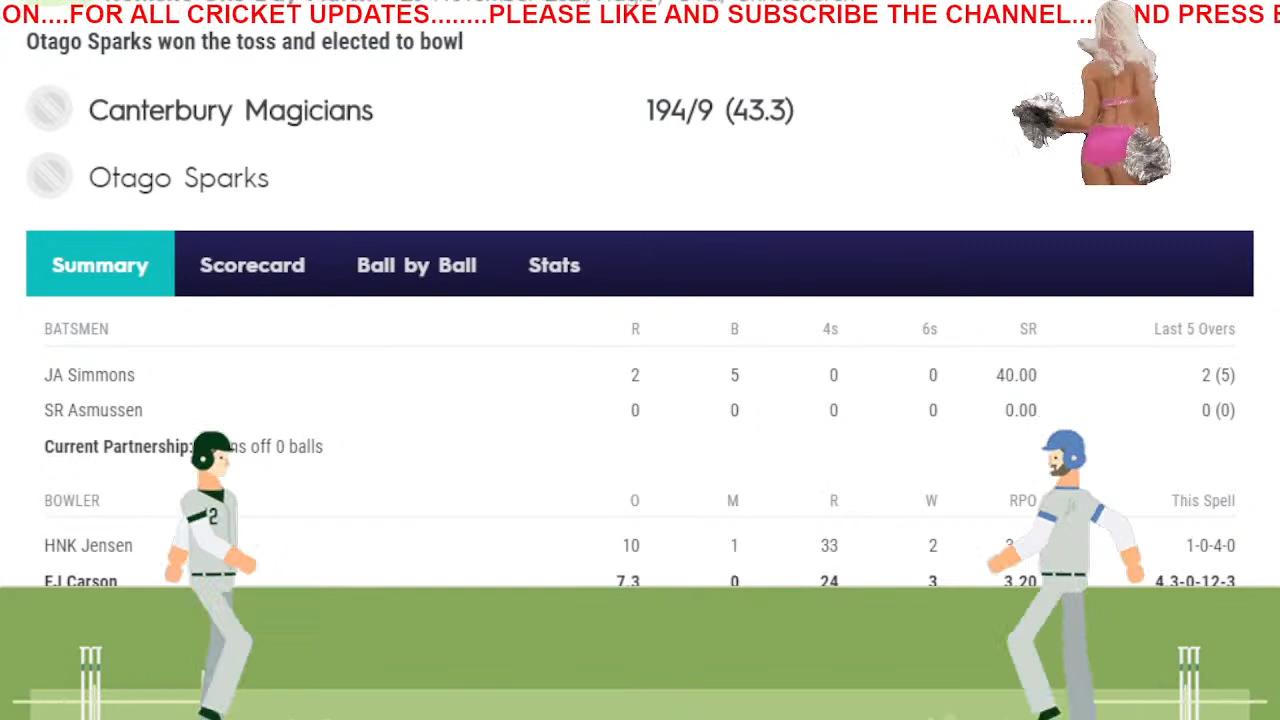 ON....FOR ALL CRICKET UPDATES........PLEASE LIKE AND SUBSCRIBE THE CHANNEL.... ND PRESS
Otago Sparks won the toss and elected to bowl
Canterbury Magicians 194/9 (43.3)
Otago Sparks
Summary Scorecard Ball by Ball Stats
BATSMEN R B 4s 6s SR Last 5 Overs
JA Simmons 2 5 0 0 40.00 2 (5)
SR Asmussen 0 0 0 0 0.00 0 (0)
Current Partnership: ns off 0 balls
BOWLER O M R W RPO This Spell
HNK Jensen 10 1 33 2 1-0-4-0
EJ Carson 7.3 0 24 3 3.20 4.3-0-12-3
2